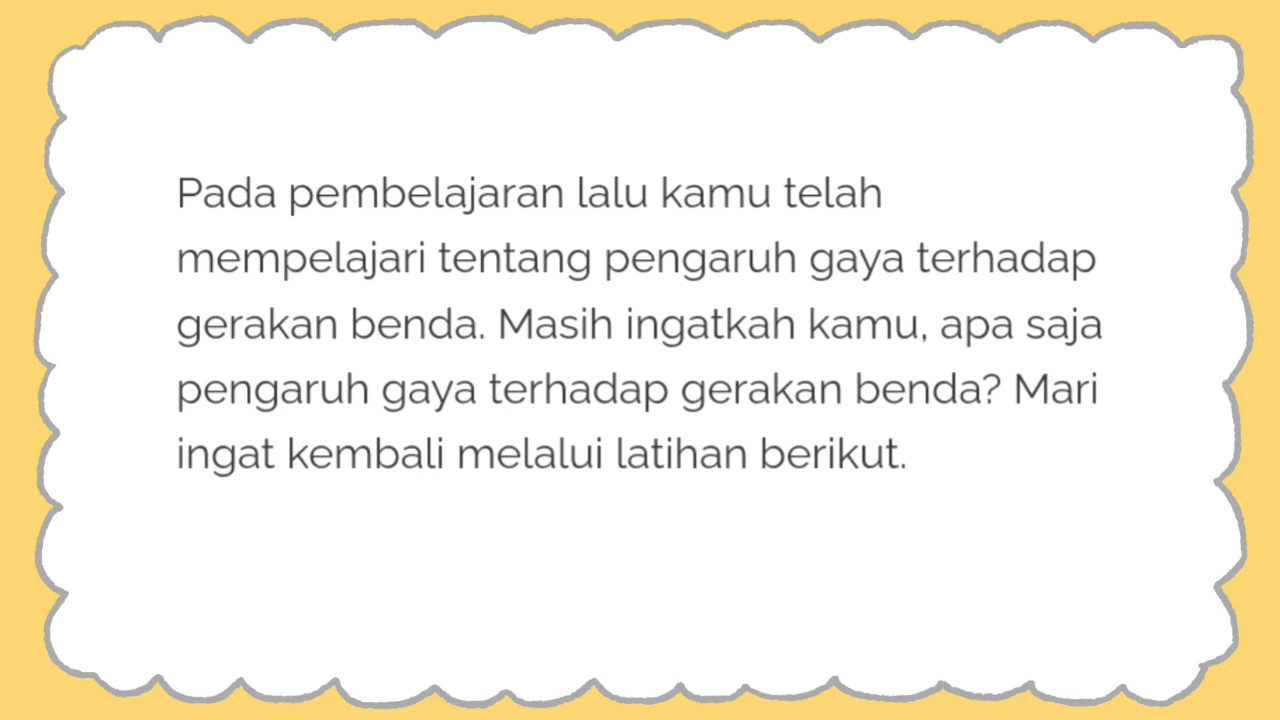 Pada pembelajaran lalu kamu telah
mempelajari tentang pengaruh gaya terhadap
gerakan benda. Masih ingatkah kamu, apa saja
pengaruh gaya terhadap gerakan benda? Mari
ingat kembali melalui latihan berikut.